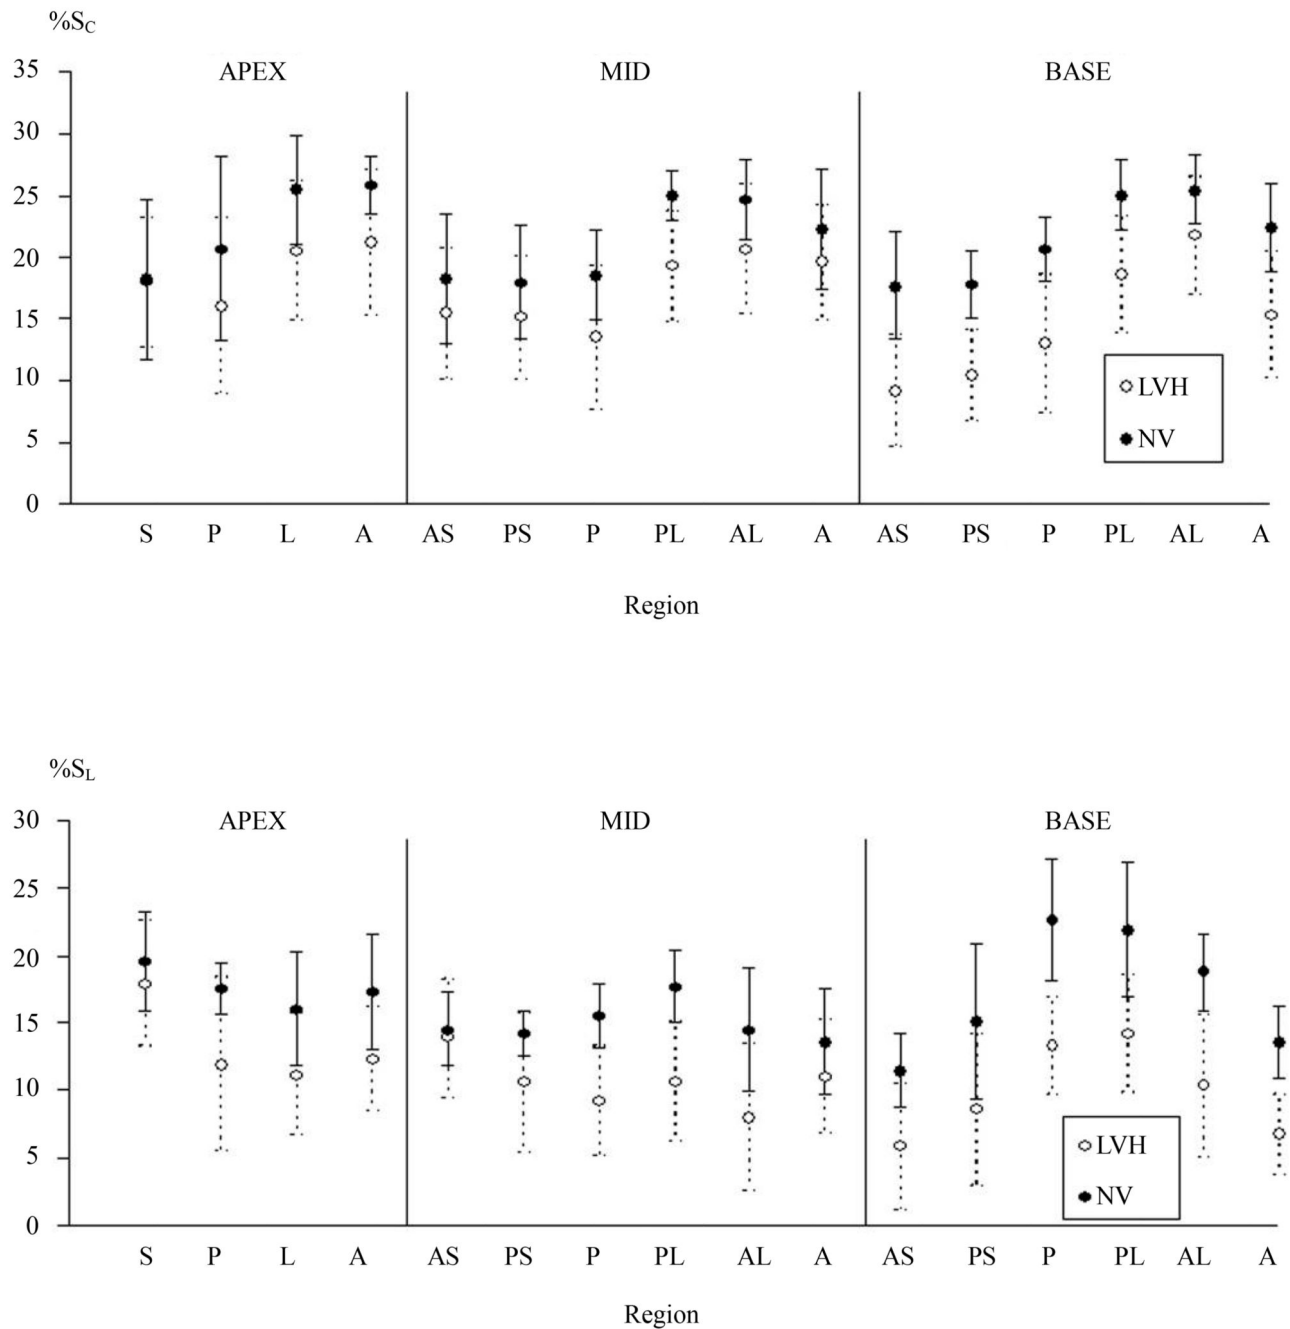 %SC
APEX MID BASE
35
30
25
20
15
10
5
0
LVH
NV
S P L A AS PS P PL AL A AS PS P PL AL A
Region
%SL
APEX MID BASE
30
25
20
15
10
5
0
LVH
NV
S P L A AS PS P PL AL A AS PS P PL AL A
Region